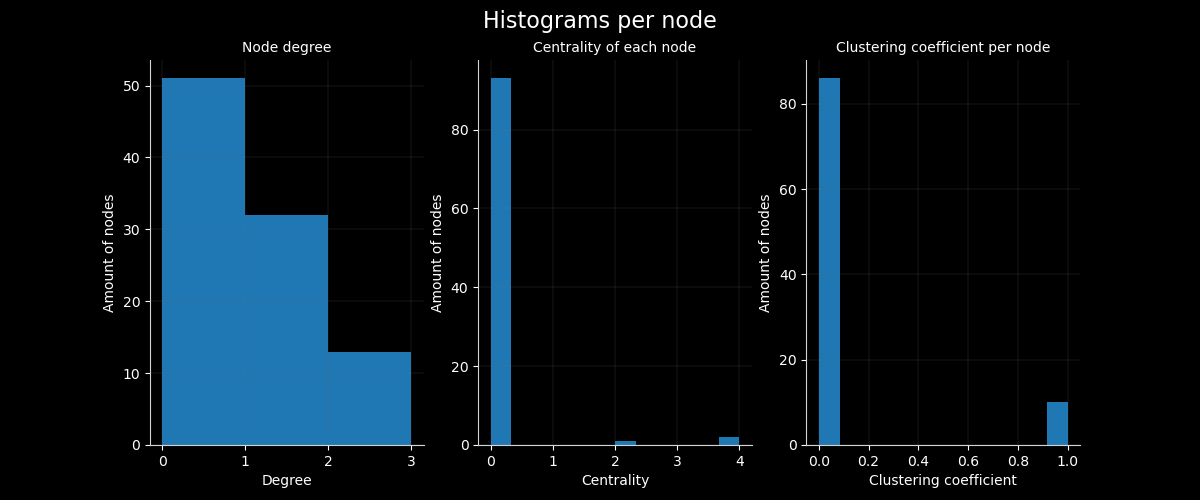 Histograms per node
Node degree
Centrality of each node
Clustering coefficient per node
Amount of nodes
50
40
30
20
10
0
0 1 2 3
Degree
Amount of nodes
80
60
40
20
0
0 1 2 3 4
Centrality
Amount of nodes
80
60
40
20
0
0.0 0.2 0.4 0.6 0.8 1.0
Clustering coefficient